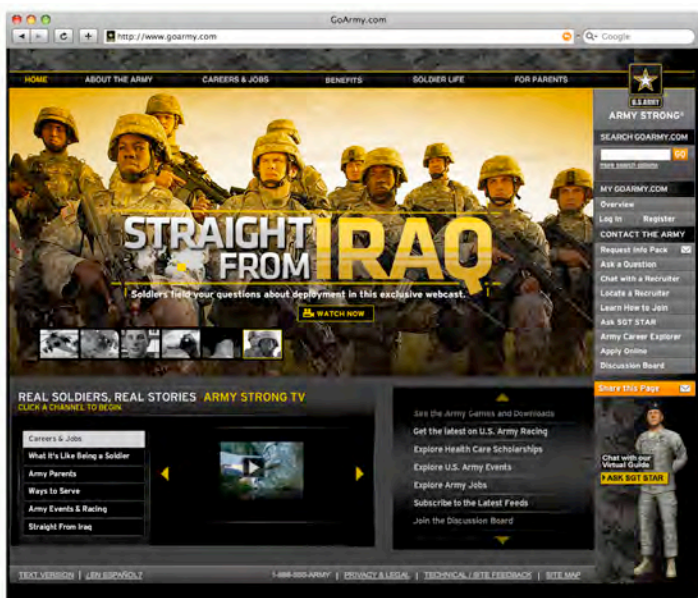 GoArmy.com
http://www.goarmy.com
Google
HOME ABOUT THE ARMY CAREERS & JOBS BENEFITS SOLDIER LIFE FOR PARENTS
U.S.ARMY
ARMY STRONG®
SEARCH GOARMY.COM
GO
more search options
MY GOARMY.COM
Overview
Log In Register
CONTACT THE ARMY
Request Info Pack
Ask a Question
Chat with a Recruiter
Locate a Recruiter
Learn How to Join
Ask SGT STAR
Army Career Explorer
Apply Online
Discussion Board
Share this Page
STRAIGHT
FROM IRAQ
Soldiers field your questions about deployment in this exclusive webcast.
WATCH NOW
REAL SOLDIERS, REAL STORIES ARMY STRONG TV
CLICK A CHANNEL TO BEGIN
Careers & Jobs
What It's Like Being a Soldier
Army Parents
Ways to Serve
Army Events & Racing
Straight From Iraq
See the Army Games and Downloads
Get the latest on U.S. Army Racing
Explore Health Care Scholarships
Explore U.S. Army Events
Explore Army Jobs
Subscribe to the Latest Feeds
Join the Discussion Board
Chat with our
Virtual Guide
ASK SGT STAR
TEXT VERSION | ¿EN ESPAÑOL? 1-888-550-ARMY | PRIVACY & LEGAL | TECHNICAL / SITE FEEDBACK | SITE MAP